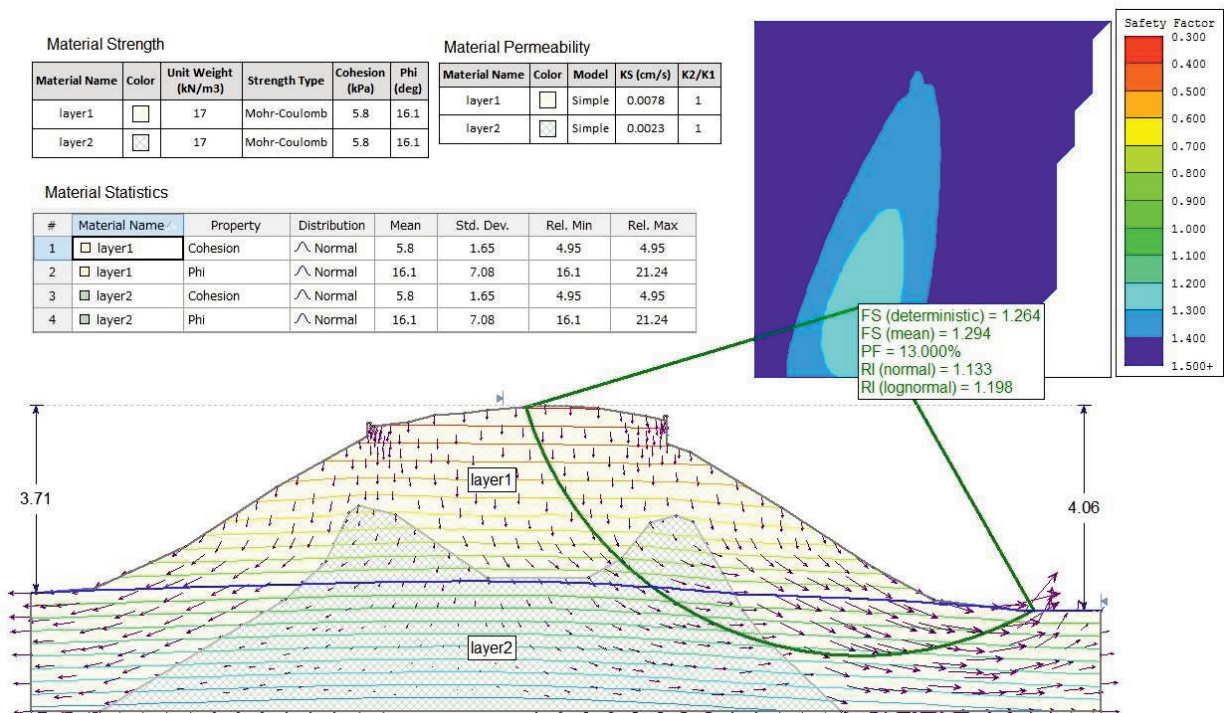 Material Strength
Material Name Color Unit Weight (kN/m3) Strength Type Cohesion (kPa) Phi (deg)
layer1 17 Mohr-Coulomb 5.8 16.1
layer2 17 Mohr-Coulomb 5.8 16.1
Material Permeability
Material Name Color Model KS (cm/s) K2/K1
layer1 Simple 0.0078 1
layer2 Simple 0.0023 1
Material Statistics
# Material Name Property Distribution Mean Std. Dev. Rel. Min Rel. Max
1 layer1 Cohesion Normal 5.8 1.65 4.95 4.95
2 layer1 Phi Normal 16.1 7.08 16.1 21.24
3 layer2 Cohesion Normal 5.8 1.65 4.95 4.95
4 layer2 Phi Normal 16.1 7.08 16.1 21.24
Safety Factor
0.300
0.400
0.500
0.600
0.700
0.800
0.900
1.000
1.100
1.200
1.300
1.400
1.500+
FS (deterministic) = 1.264
FS (mean) = 1.294
PF = 13.000%
RI (normal) = 1.133
RI (lognormal) = 1.198
3.71
layer1
4.06
layer2